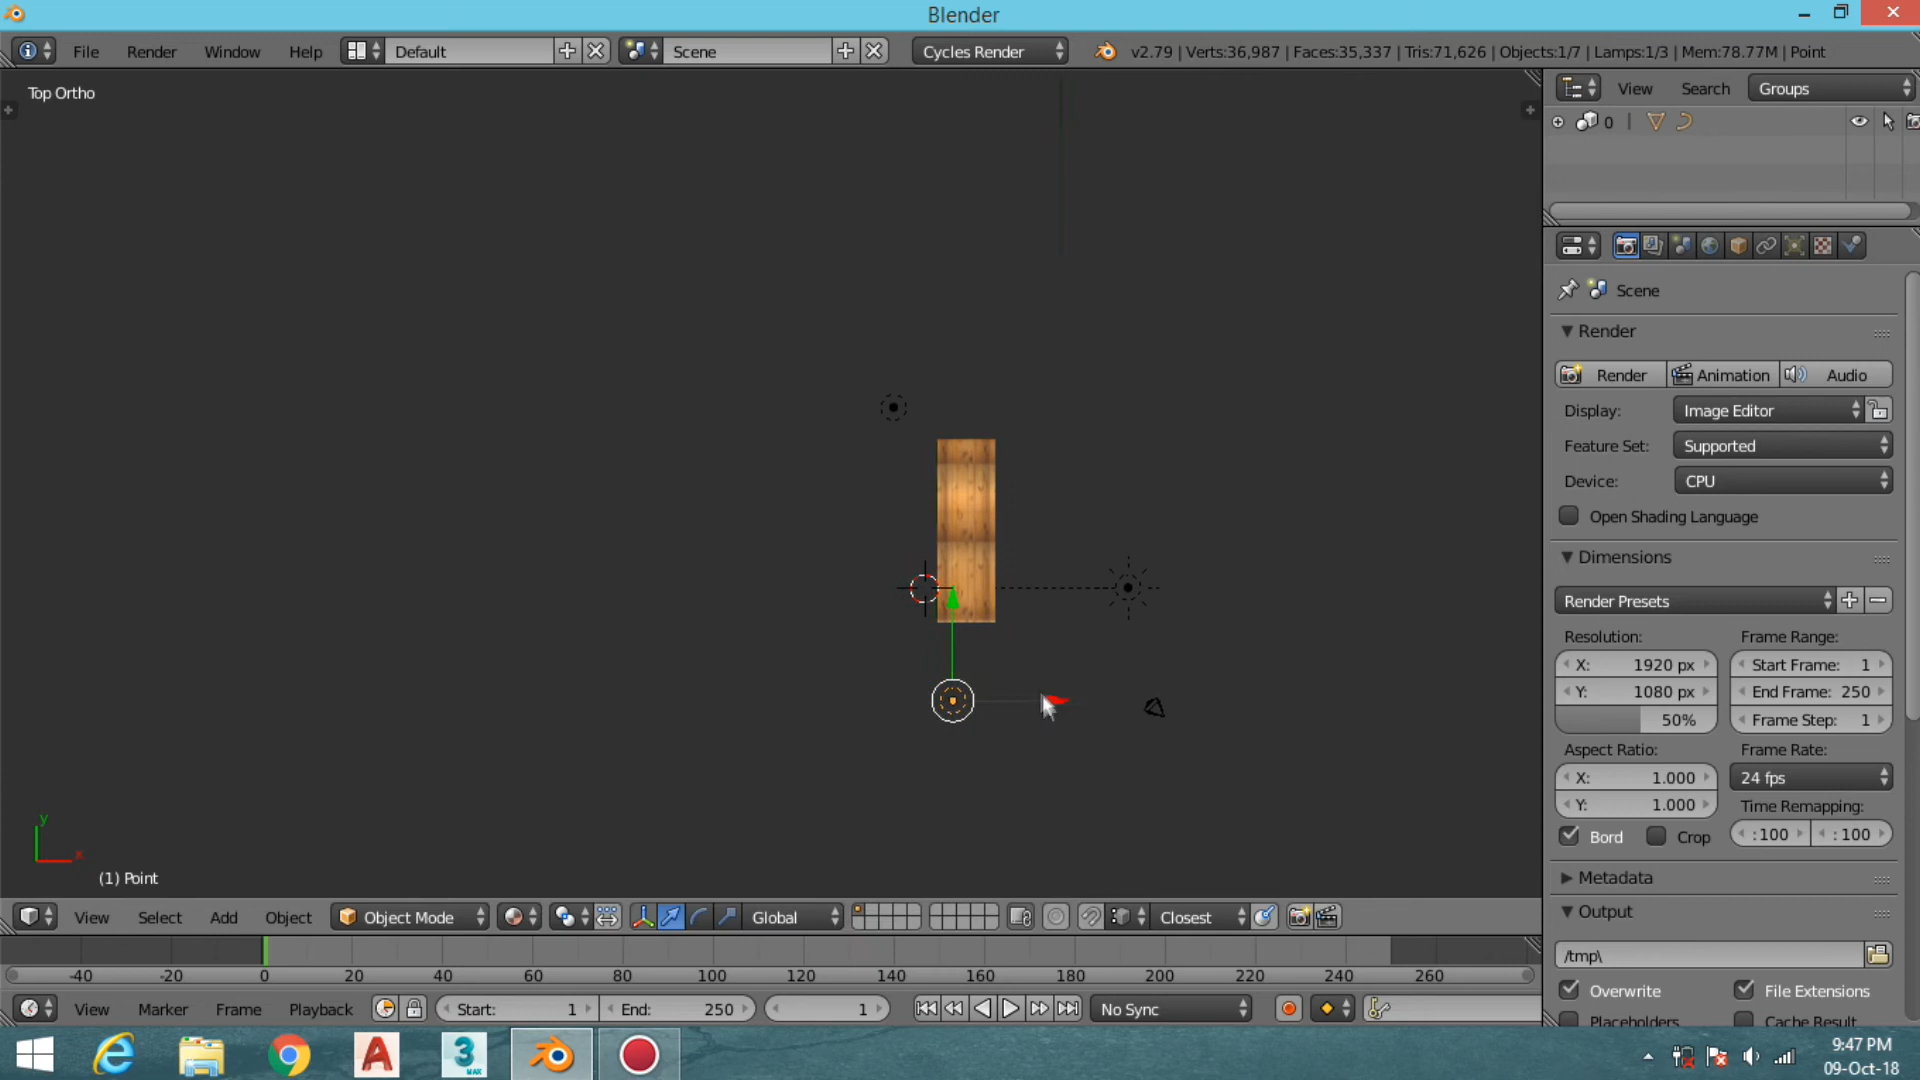 Blender
File Render Window Help Default Scene Cycles Render v2.79 | Verts:36,987 | Faces:35,337 | Tris:71,626 | Objects:1/7 | Lamps:1/3 | Mem:78.77M | Point
Top Ortho
View Search Groups
0
Scene
Render
Render Animation Audio
Display: Image Editor
Feature Set: Supported
Device: CPU
Open Shading Language
Dimensions
Render Presets
Resolution: Frame Range:
X: 1920 px Start Frame: 1
Y: 1080 px End Frame: 250
50% Frame Step: 1
Aspect Ratio: Frame Rate:
X: 1.000 24 fps
Y: 1.000 Time Remapping:
Bord Crop :100 :100
y
x
(1) Point
Metadata
View Select Add Object Object Mode Global Closest
Output
/tmp\
-40 -20 0 20 40 60 80 100 120 140 160 180 200 220 240 260
Overwrite File Extensions
View Marker Frame Playback Start: 1 End: 250 1 No Sync
Placeholders Cache Result
A 3 MAX
9:47 PM
09-Oct-18